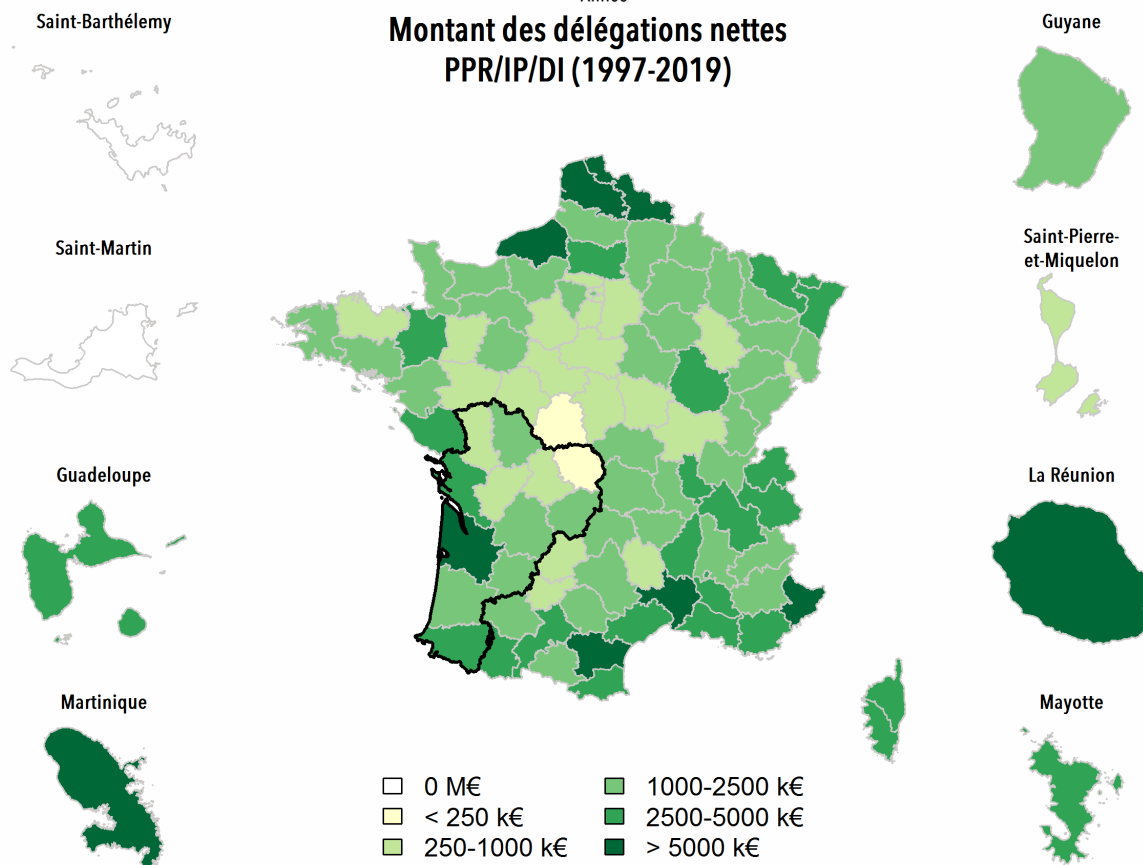 Montant des délégations nettes
PPR/IP/DI (1997-2019)
Saint-Barthélemy
Guyane
Saint-Martin
Saint-Pierre-
et-Miquelon
Guadeloupe
La Réunion
Martinique
Mayotte
0 M€
< 250 k€
250-1000 k€
1000-2500 k€
2500-5000 k€
> 5000 k€